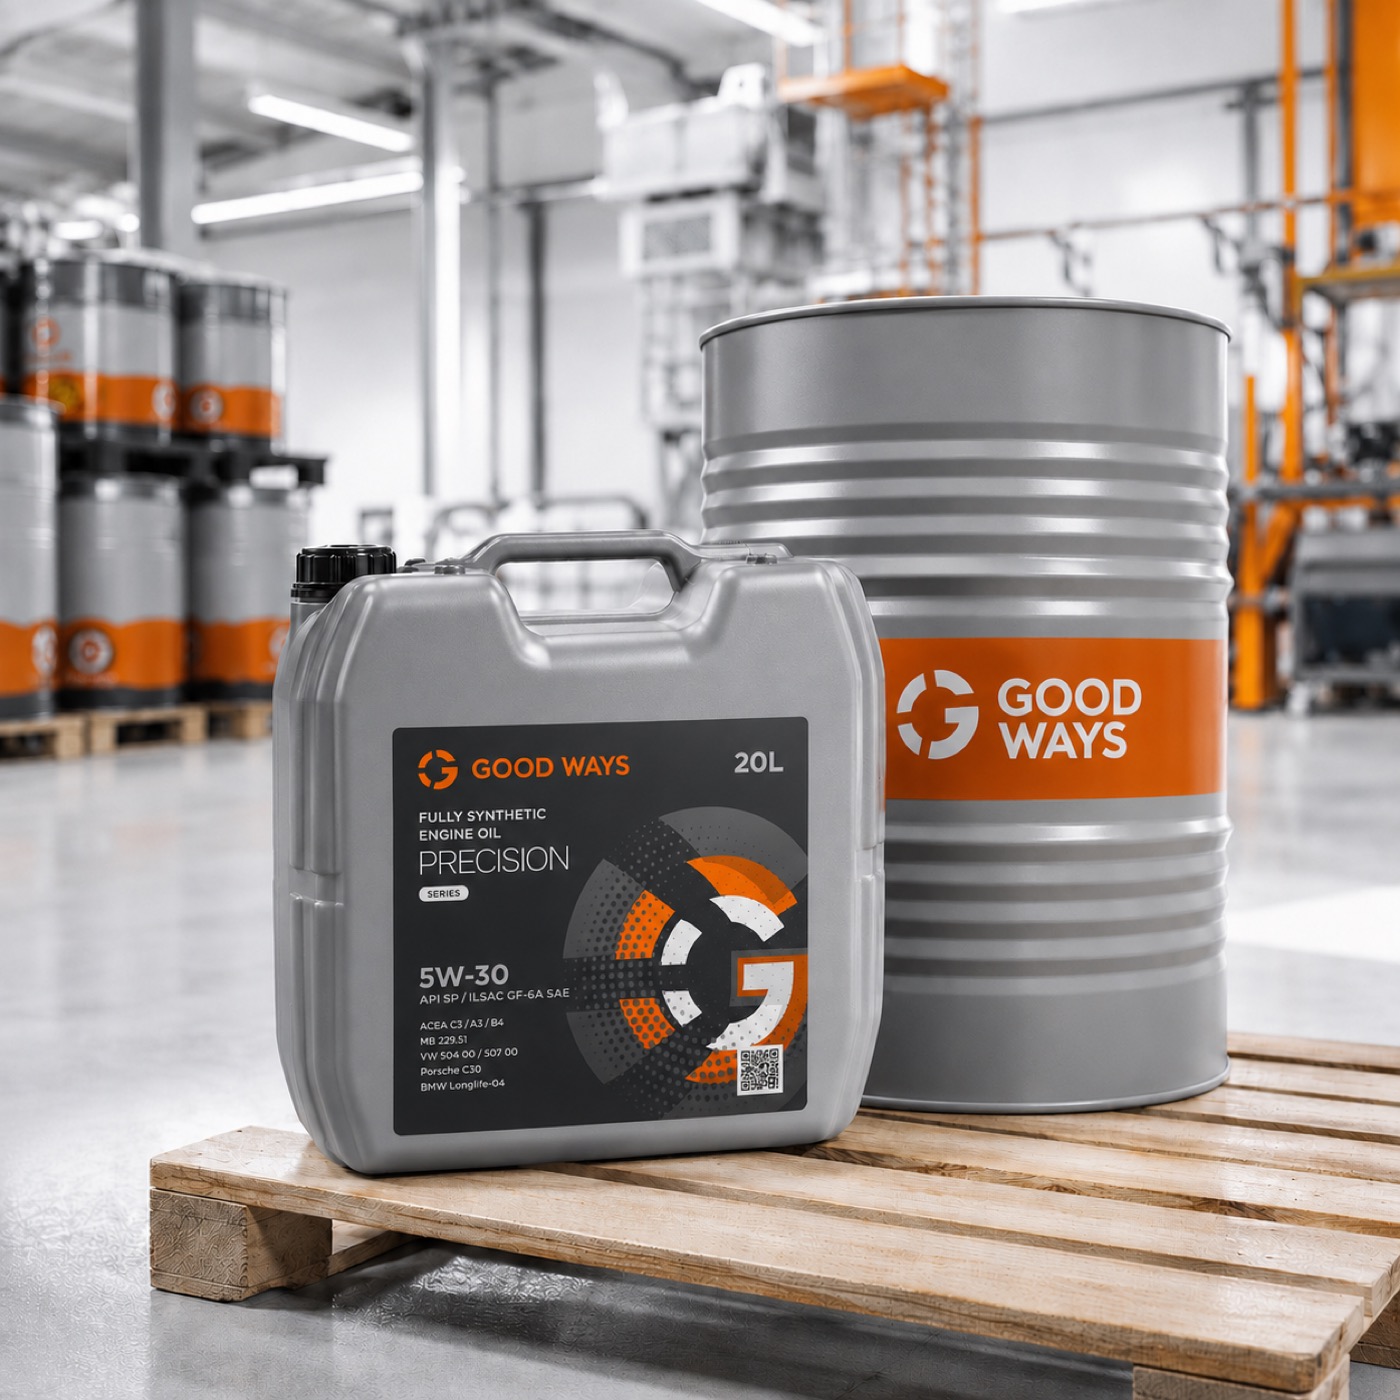 GOOD WAYS
20L
FULLY SYNTHETIC
ENGINE OIL
PRECISION
SERIES
5W-30
API SP / ILSAC GF-6A SAE
ACEA C3 / A3 / B4
MB 229.51
VW 504 00 / 507 00
Porsche C30
BMW Longlife-04
GOOD
WAYS